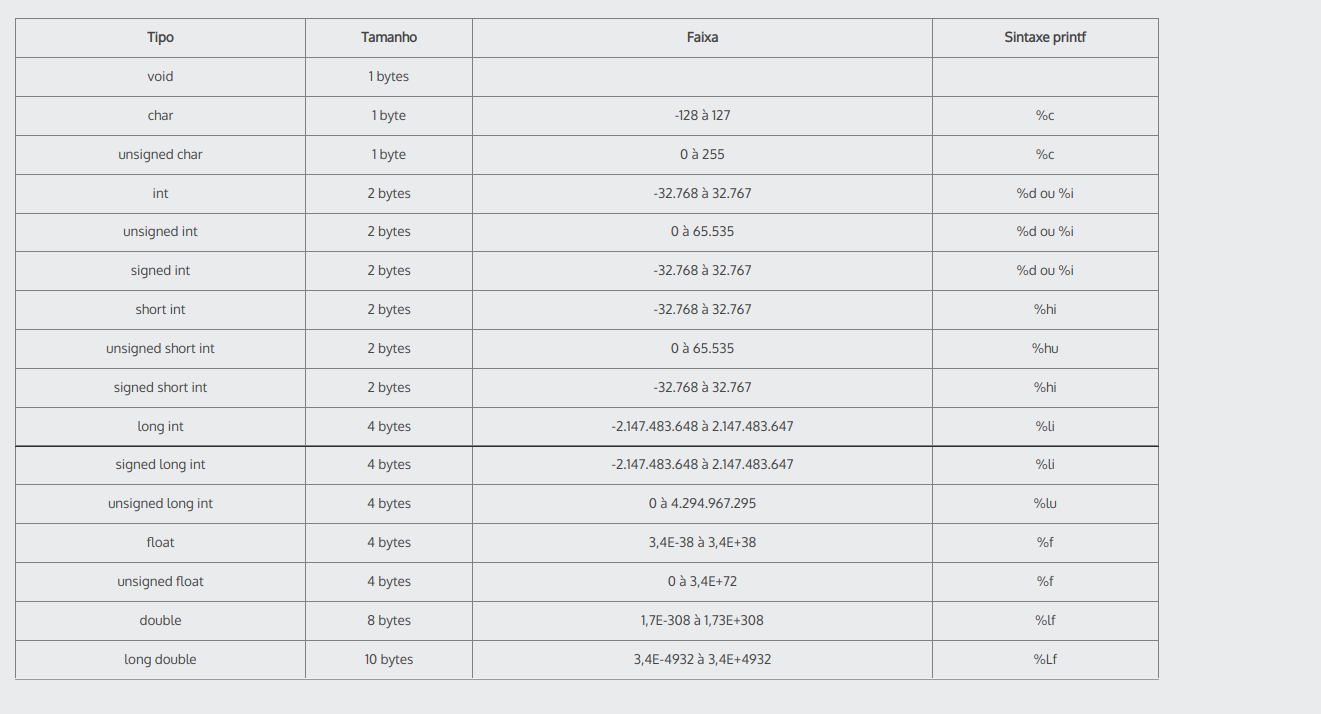 Tipo Tamanho Faixa Sintaxe printf
void 1 bytes
char 1 byte -128 à 127 %c
unsigned char 1 byte 0 à 255 %c
int 2 bytes -32.768 à 32.767 %d ou %i
unsigned int 2 bytes 0 à 65.535 %d ou %i
signed int 2 bytes -32.768 à 32.767 %d ou %i
short int 2 bytes -32.768 à 32.767 %hi
unsigned short int 2 bytes 0 à 65.535 %hu
signed short int 2 bytes -32.768 à 32.767 %hi
long int 4 bytes -2.147.483.648 à 2.147.483.647 %li
signed long int 4 bytes -2.147.483.648 à 2.147.483.647 %li
unsigned long int 4 bytes 0 à 4.294.967.295 %lu
float 4 bytes 3,4E-38 à 3,4E+38 %f
unsigned float 4 bytes 0 à 3,4E+72 %f
double 8 bytes 1,7E-308 à 1,73E+308 %lf
long double 10 bytes 3,4E-4932 à 3,4E+4932 %Lf